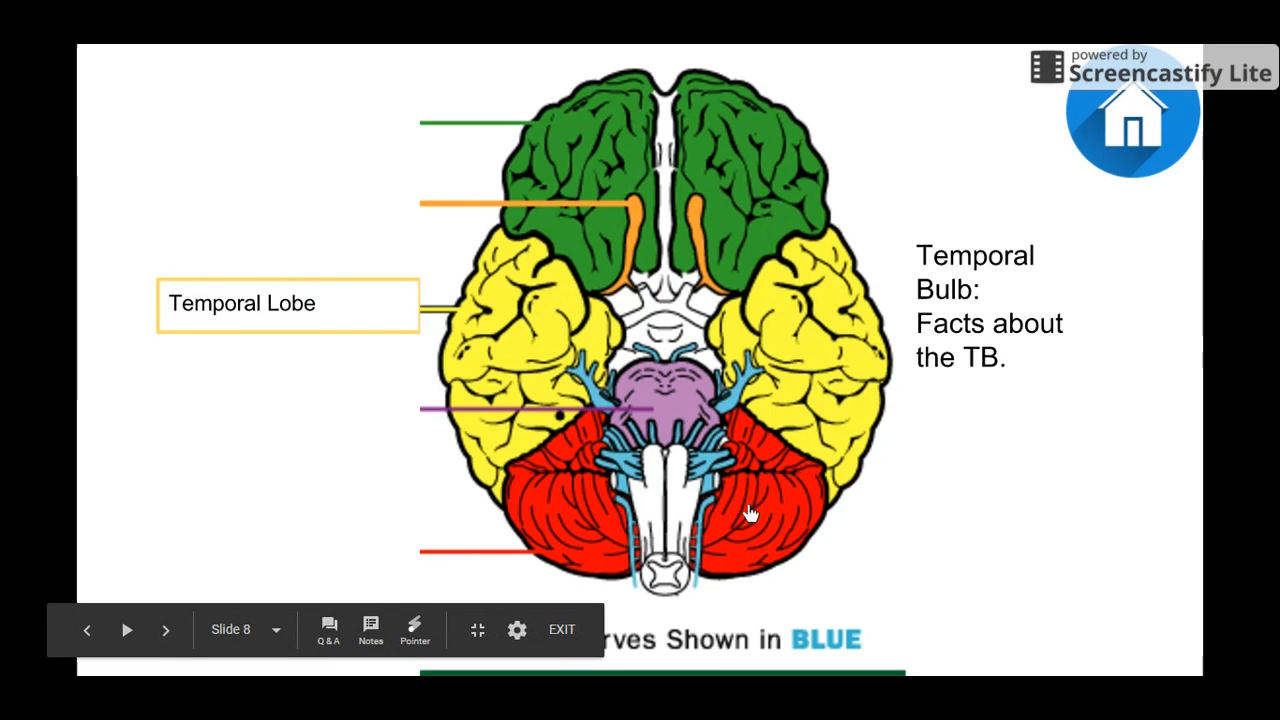 powered by
Screencastify Lite
Temporal Lobe
Temporal
Bulb:
Facts about
the TB.
rves Shown in BLUE
Slide 8
Q & A
Notes
Pointer
EXIT